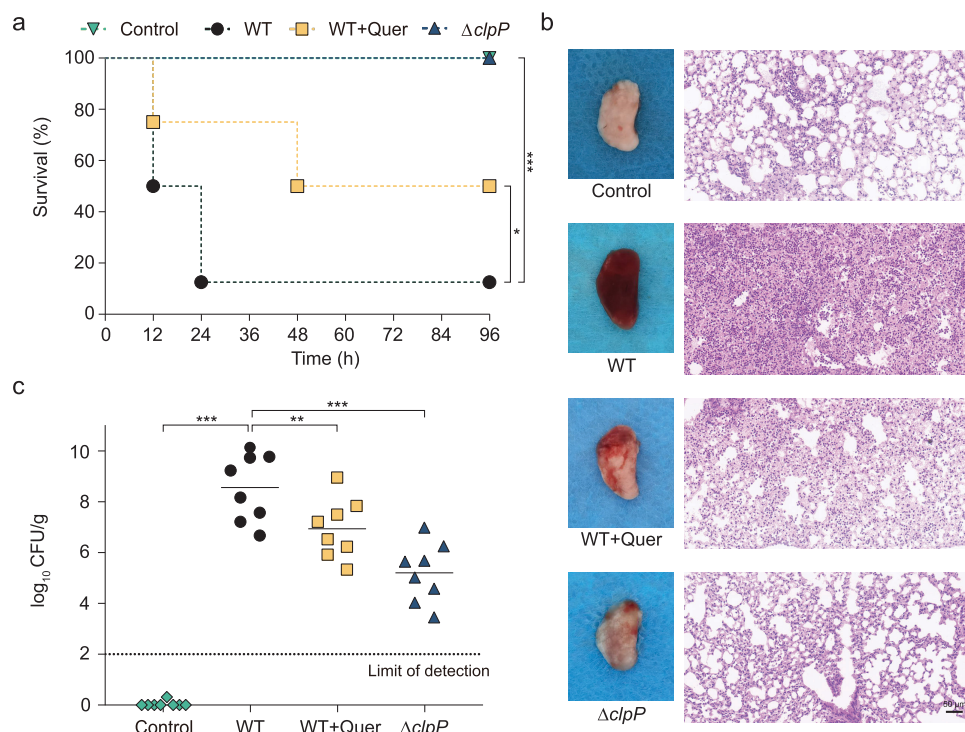 a
Control WT WT+Quer ΔclpP
100
80
60
40
20
0
Survival (%)
0 12 24 36 48 60 72 84 96
Time (h)
***
*
b
Control
WT
WT+Quer
ΔclpP
50 μm
c
*** ** ***
10
8
6
4
2
0
log₁₀ CFU/g
Limit of detection
Control WT WT+Quer ΔclpP